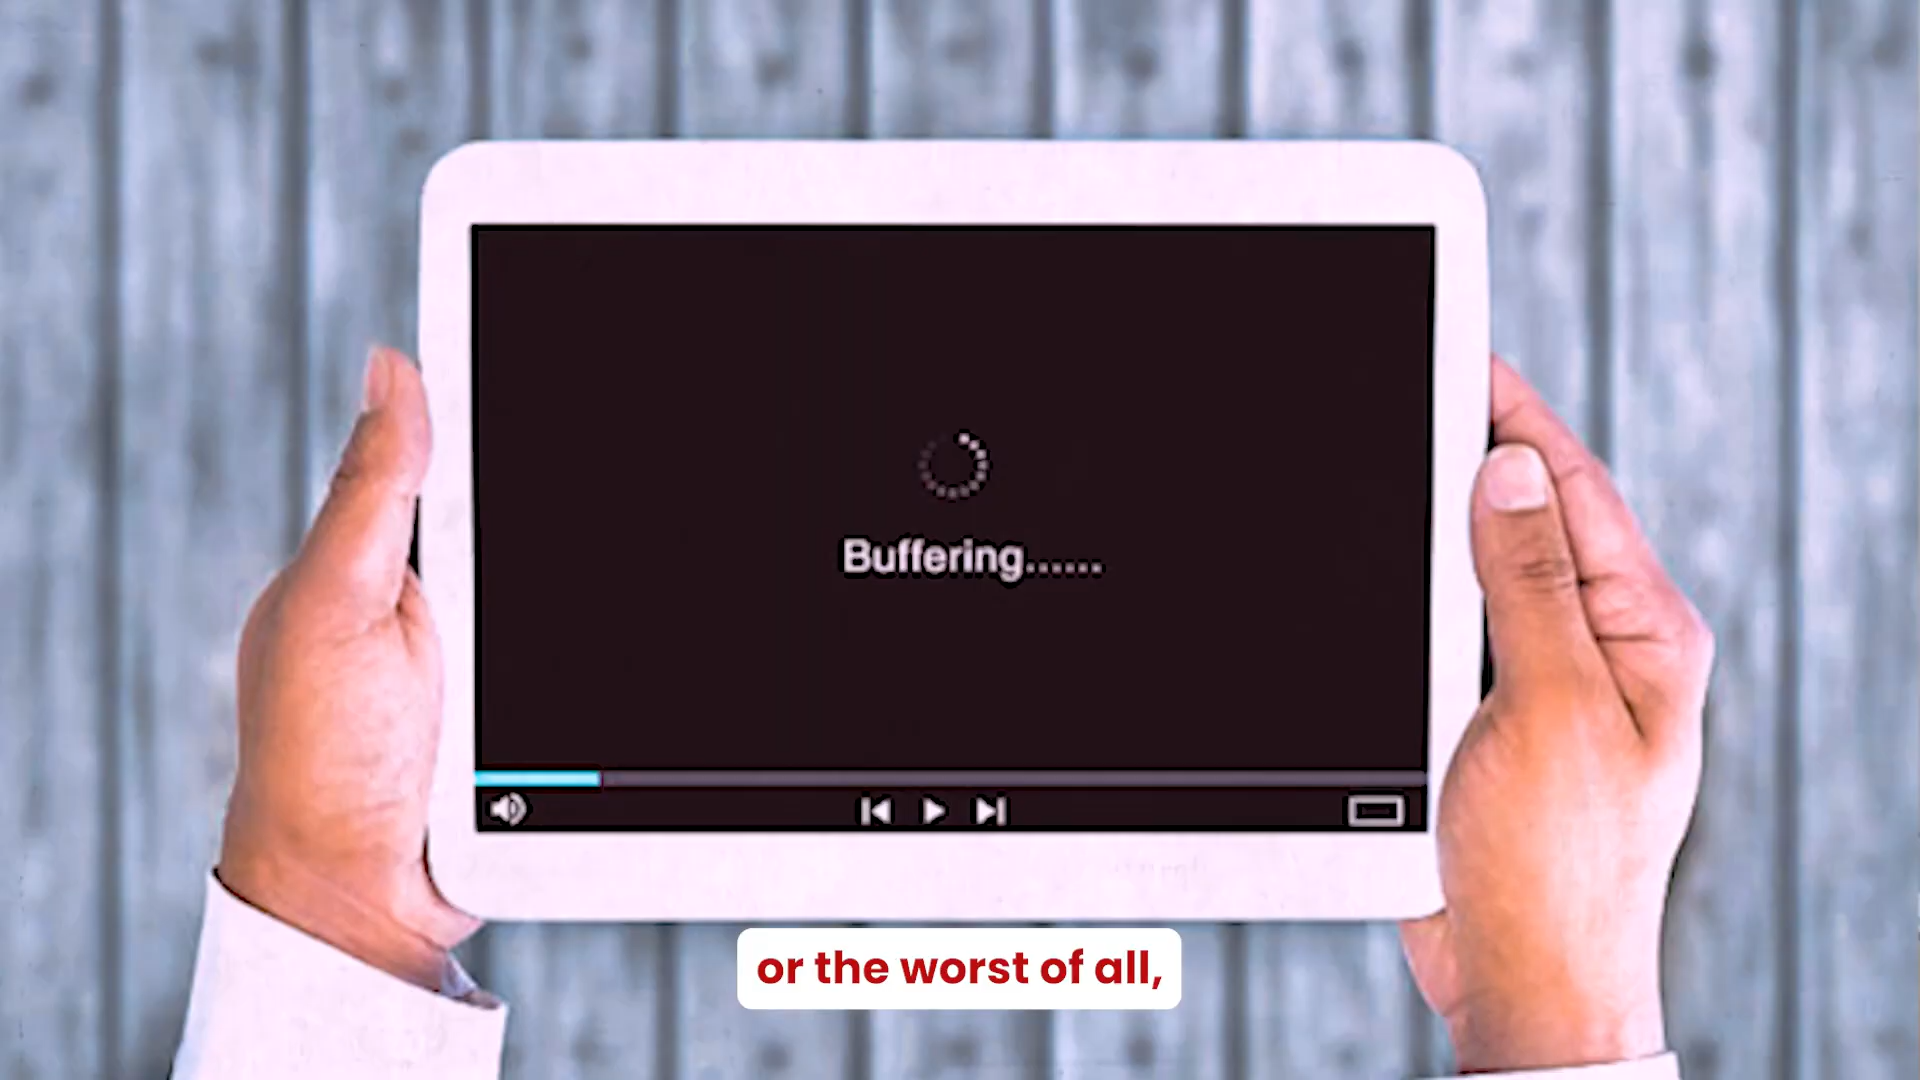 Buffering......
or the worst of all,